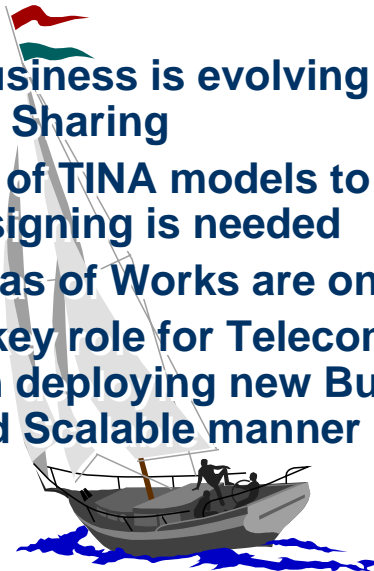 usiness is evolving
Sharing
of TINA models to
signing is needed
as of Works are on
key role for Telecon
deploying new Bu
d Scalable manner